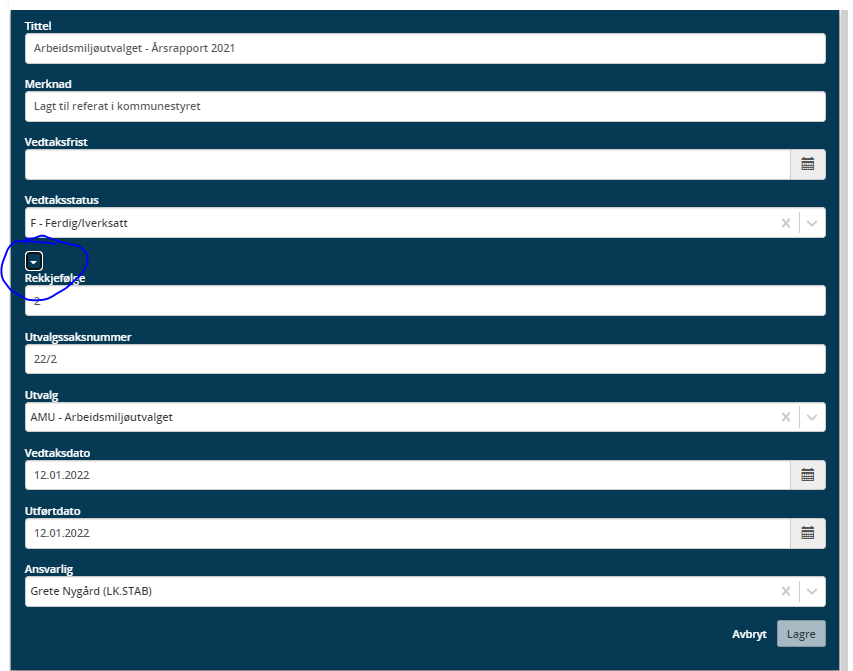 Tittel
Arbeidsmiljøutvalget - Årsrapport 2021
Merknad
Lagt til referat i kommunestyret
Vedtaksfrist
Vedtaksstatus
F - Ferdig/Iverksatt
Rekkjefølge
2
Utvalgssaksnummer
22/2
Utvalg
AMU - Arbeidsmiljøutvalget
Vedtaksdato
12.01.2022
Utførtdato
12.01.2022
Ansvarlig
Grete Nygård (LK.STAB)
Avbryt Lagre